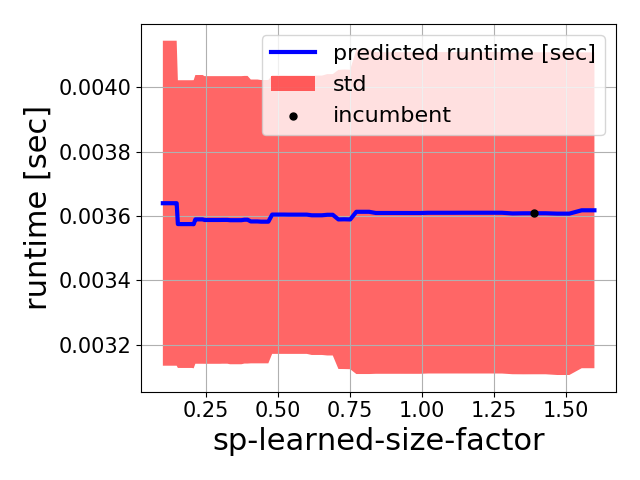 predicted runtime [sec]
std
incumbent
runtime [sec]
0.0040
0.0038
0.0036
0.0034
0.0032
0.25 0.50 0.75 1.00 1.25 1.50
sp-learned-size-factor